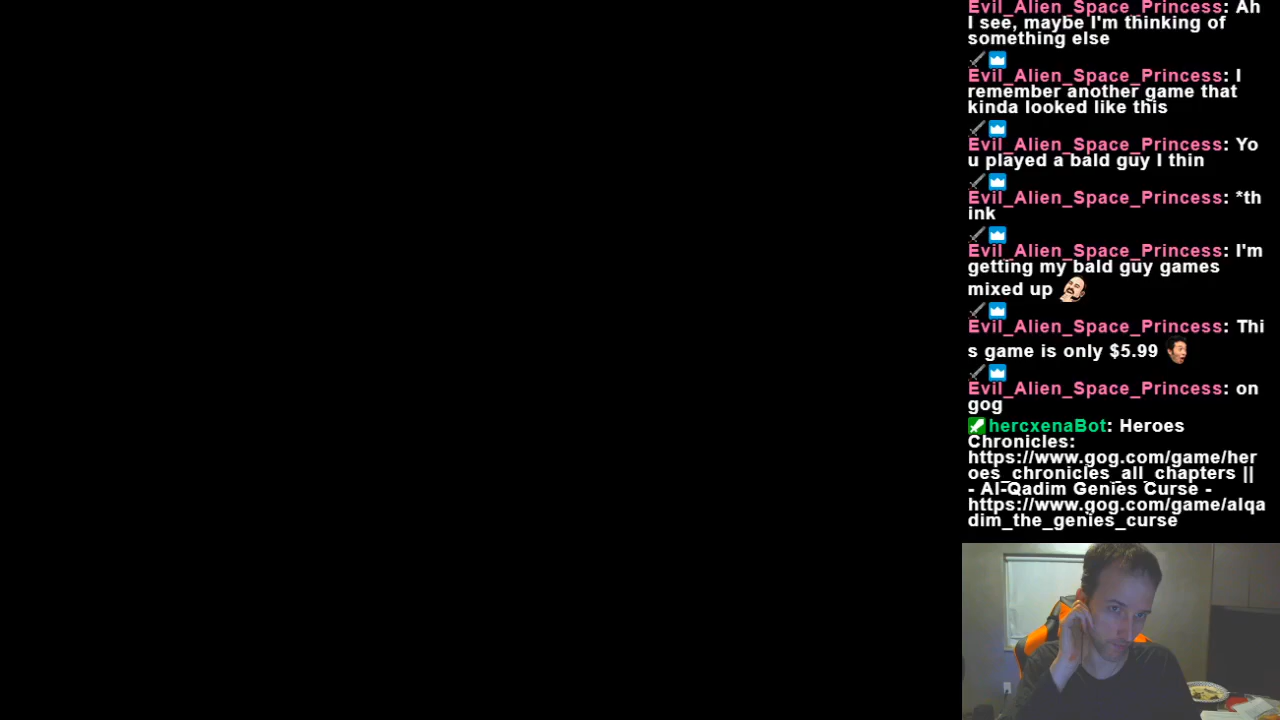 Evil_Alien_Space_Princess: Ah
I see, maybe I'm thinking of
something else
Evil_Alien_Space_Princess: I
remember another game that
kinda looked like this
Evil_Alien_Space_Princess: Yo
u played a bald guy I thin
Evil_Alien_Space_Princess: *th
ink
Evil_Alien_Space_Princess: I'm
getting my bald guy games
mixed up
Evil_Alien_Space_Princess: Thi
s game is only $5.99
Evil_Alien_Space_Princess: on
gog
hercxenaBot: Heroes
Chronicles:
https://www.gog.com/game/her
oes_chronicles_all_chapters ||
- Al-Qadim Genies Curse -
https://www.gog.com/game/alqa
dim_the_genies_curse